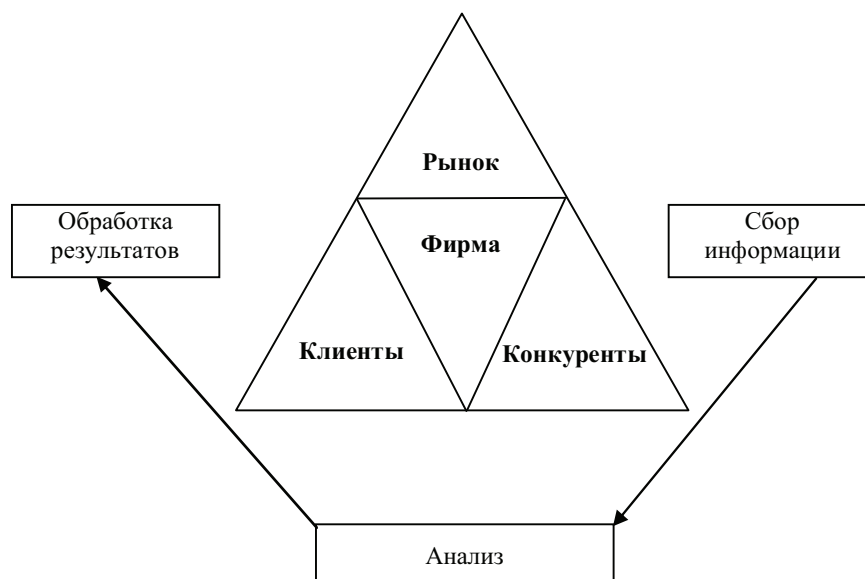 Рынок
Обработка
результатов
Фирма
Сбор
информации
Клиенты
Конкуренты
Анализ